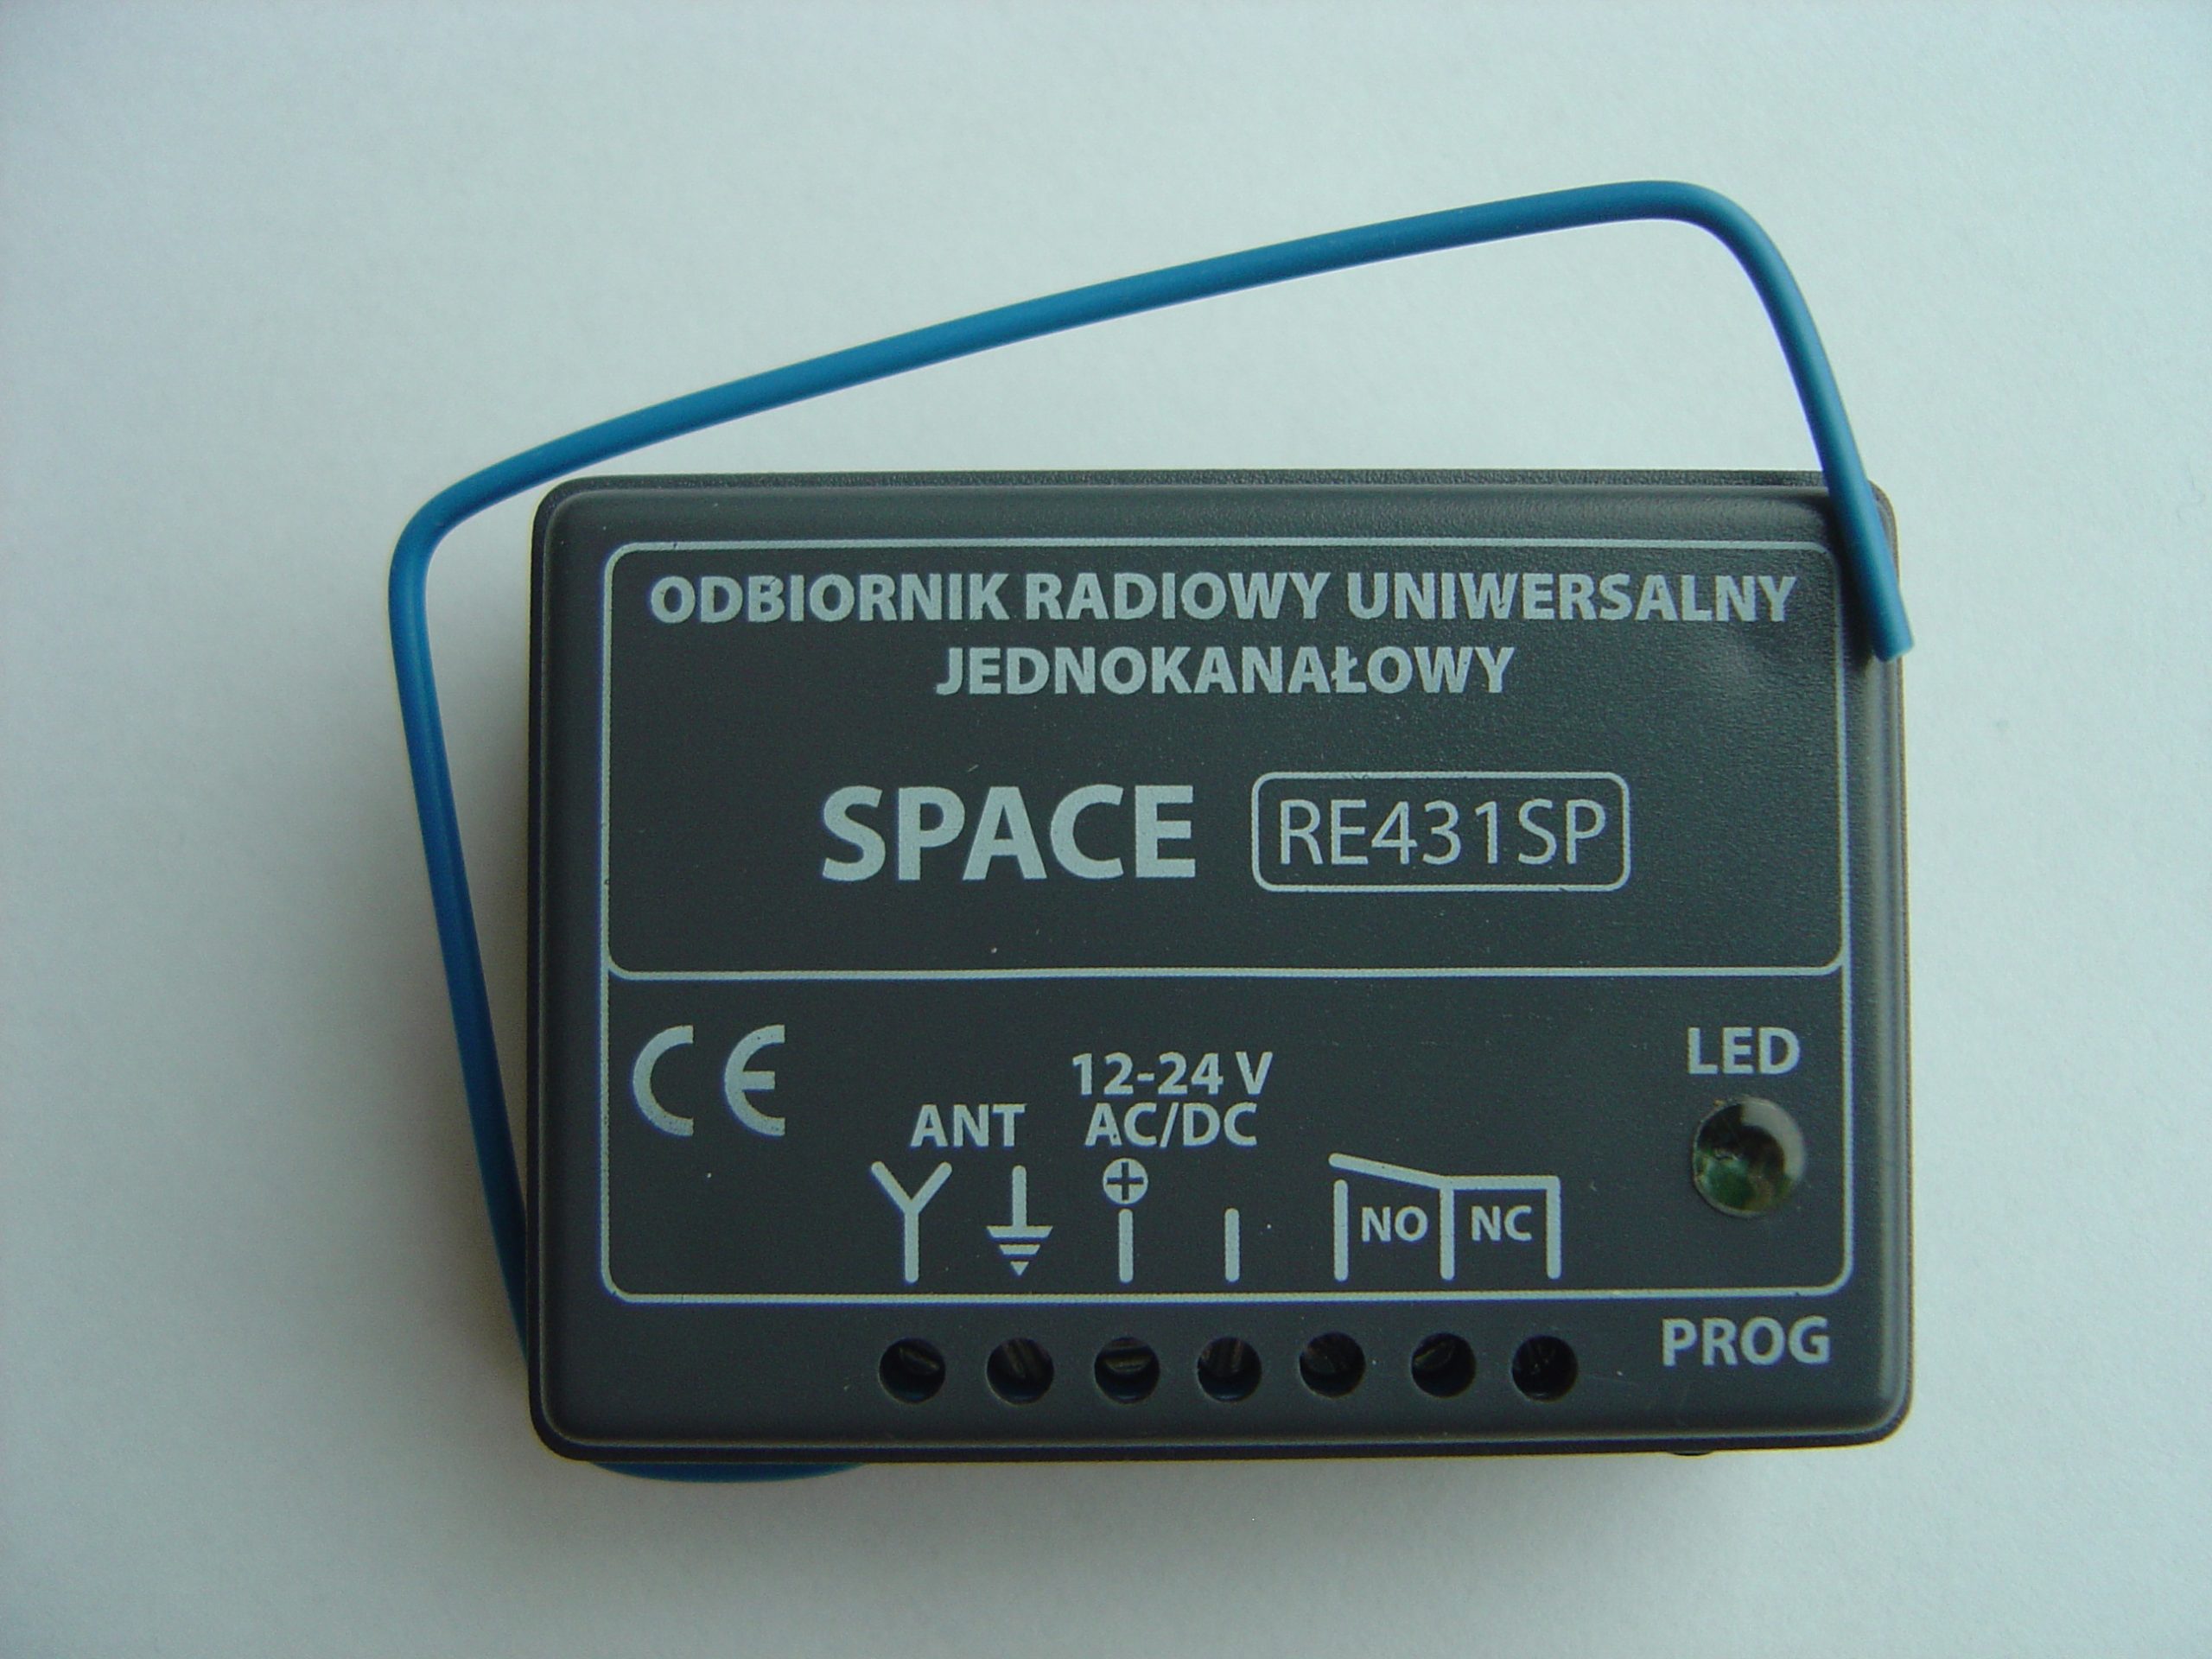 ODBIORNIK RADIOWY UNIWERSALNY
JEDNOKANAŁOWY
SPACE RE431SP
CE
LED
12-24 V
ANT AC/DC
NO NC
PROG